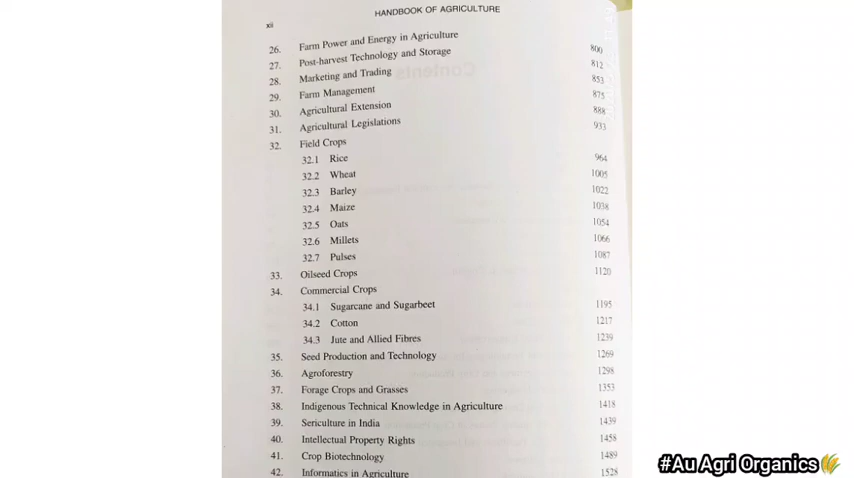 HANDBOOK OF AGRICULTURE
xii
26. Farm Power and Energy in Agriculture 800
27. Post-harvest Technology and Storage 812
28. Marketing and Trading 853
29. Farm Management 875
30. Agricultural Extension 888
31. Agricultural Legislations 933
32. Field Crops
32.1 Rice 964
32.2 Wheat 1005
32.3 Barley 1022
32.4 Maize 1038
32.5 Oats 1054
32.6 Millets 1066
32.7 Pulses 1087
33. Oilseed Crops 1120
34. Commercial Crops
34.1 Sugarcane and Sugarbeet 1195
34.2 Cotton 1217
34.3 Jute and Allied Fibres 1239
35. Seed Production and Technology 1269
36. Agroforestry 1298
37. Forage Crops and Grasses 1353
38. Indigenous Technical Knowledge in Agriculture 1418
39. Sericulture in India 1439
40. Intellectual Property Rights 1458
41. Crop Biotechnology 1489
42. Informatics in Agriculture 1528
#Au Agri Organics🌾